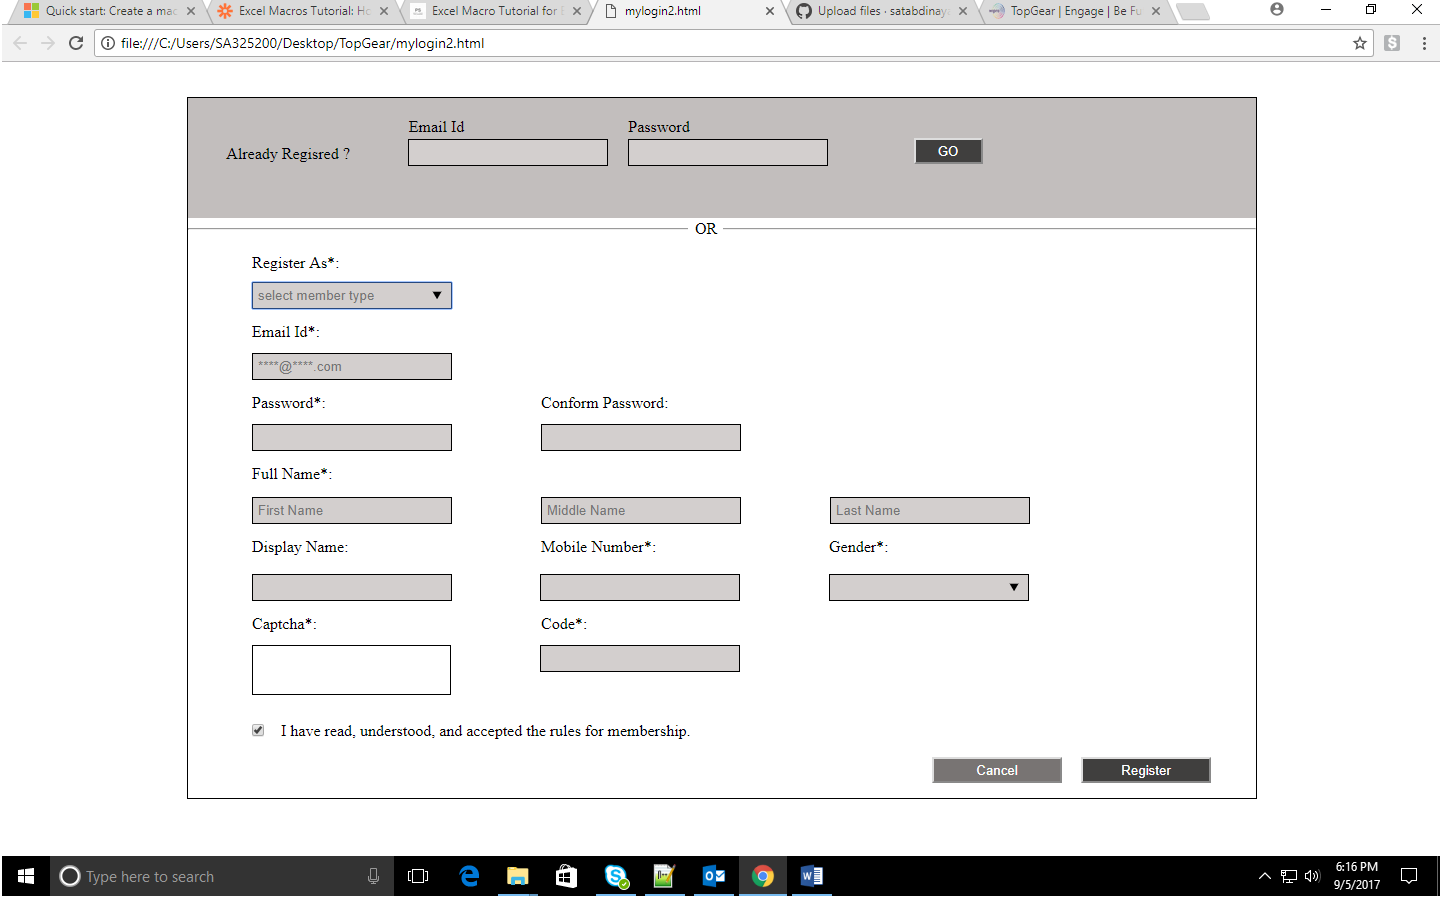 Quick start: Create a mac
Excel Macros Tutorial: Ho
Excel Macro Tutorial for
mylogin2.html
Upload files · satabdinay
TopGear | Engage | Be Fu
file:///C:/Users/SA325200/Desktop/TopGear/mylogin2.html
Email Id Password
Already Regisred ? GO
OR
Register As*:
select member type
Email Id*:
****@****.com
Password*: Conform Password:
Full Name*:
First Name Middle Name Last Name
Display Name: Mobile Number*: Gender*:
Captcha*: Code*:
I have read, understood, and accepted the rules for membership.
Cancel Register
Type here to search
6:16 PM
9/5/2017